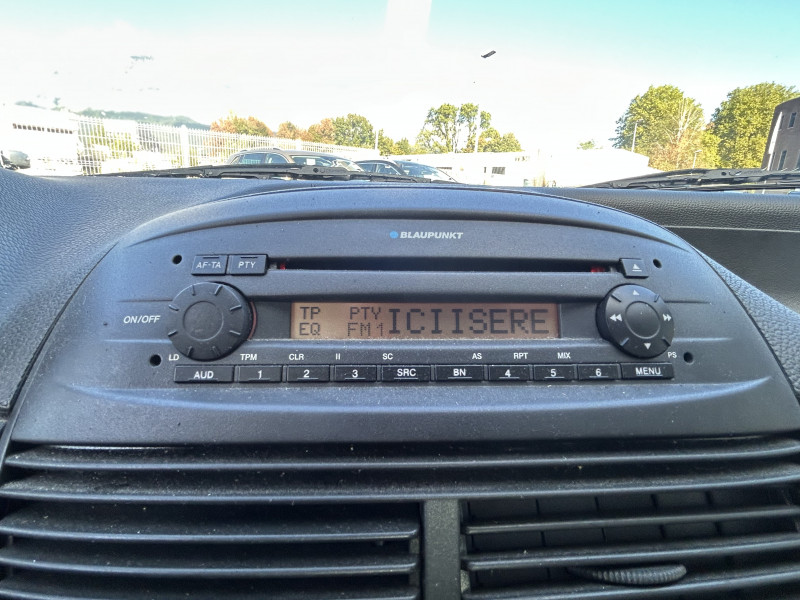 BLAUPUNKT
AF-TA PTY
ON/OFF
TP PTY
EQ FM1 ICIISERE
LD TPM CLR II SC AS RPT MIX PS
AUD 1 2 3 SRC BN 4 5 6 MENU